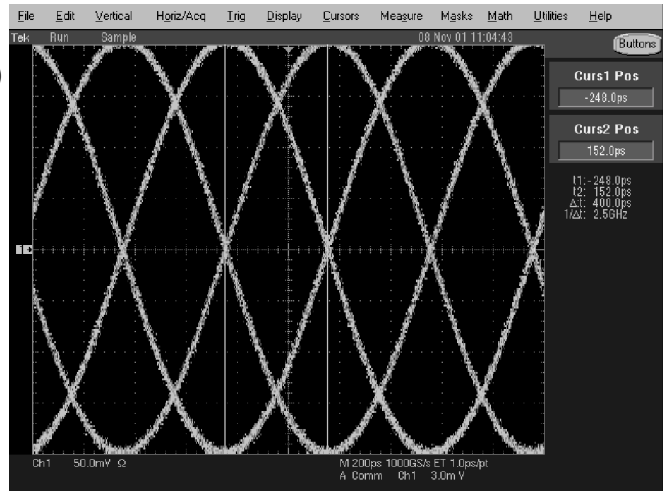 File Edit Vertical Horiz/Acq Trig Display Cursors Measure Masks Math Utilities Help
Tek Run Sample 08 Nov 01 11:04:43 Buttons
Curs1 Pos
-248.0ps
Curs2 Pos
152.0ps
t1: -248.0ps
t2: 152.0ps
Δt: 400.0ps
1/Δt: 2.5GHz
1
Ch1 50.0mV Ω M 200ps 1000GS/s ET 1.0ps/pt
A Comm Ch1 3.0m V